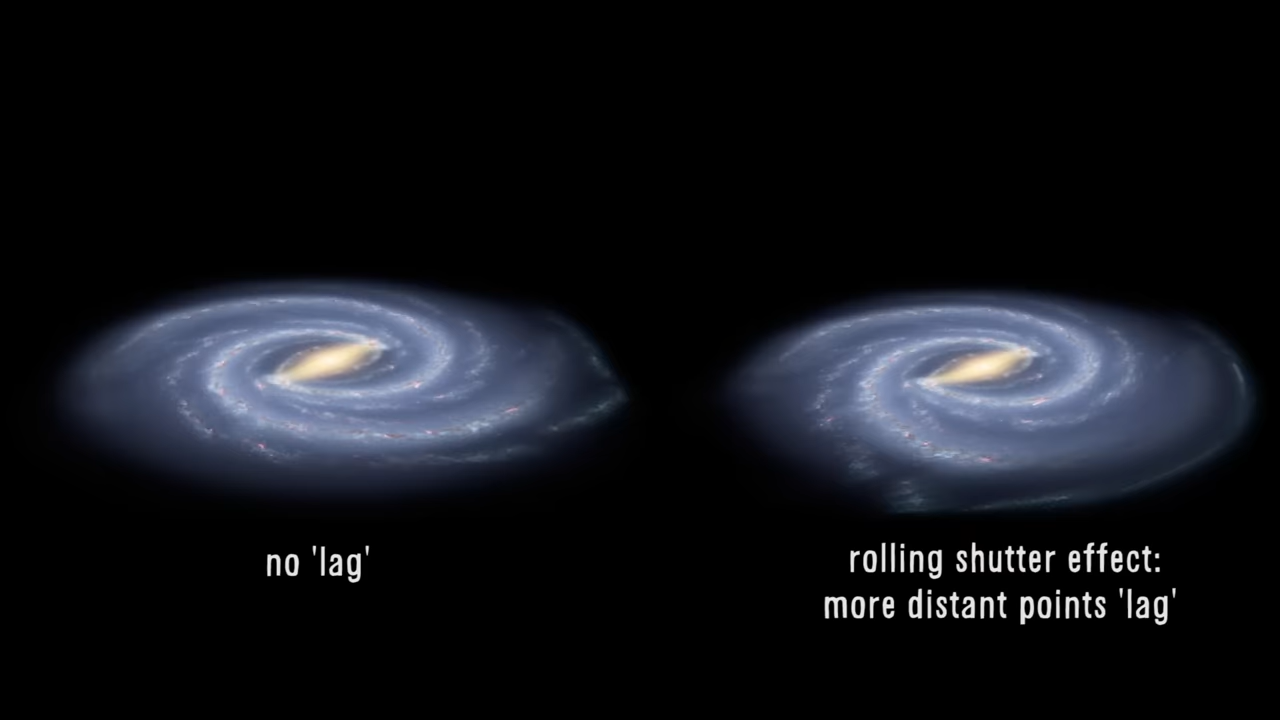 no 'lag'
rolling shutter effect:
more distant points 'lag'